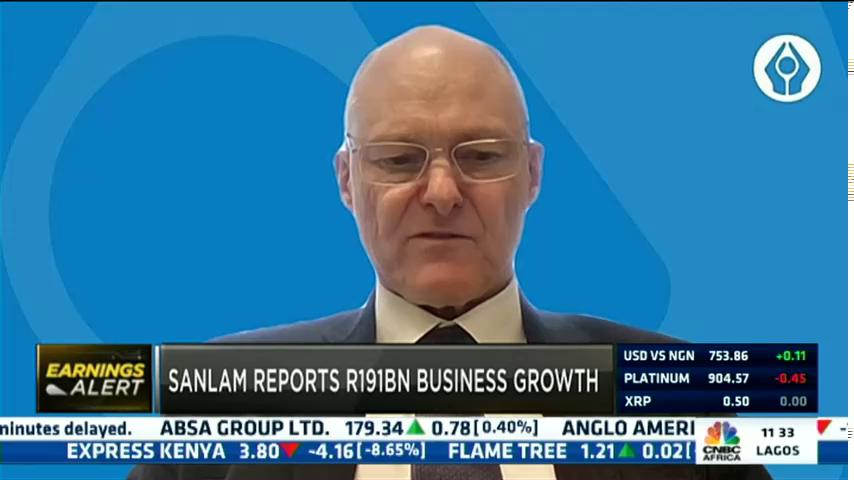 EARNINGS
ALERT
SANLAM REPORTS R191BN BUSINESS GROWTH
USD VS NGN 753.86 +0.11
PLATINUM 904.57 -0.45
XRP 0.50 0.00
minutes delayed. ABSA GROUP LTD. 179.34 0.78[0.40%] ANGLO AMERI
EXPRESS KENYA 3.80 -4.16[-8.65%] FLAME TREE 1.21 0.02[
CNBC
AFRICA
11 33
LAGOS